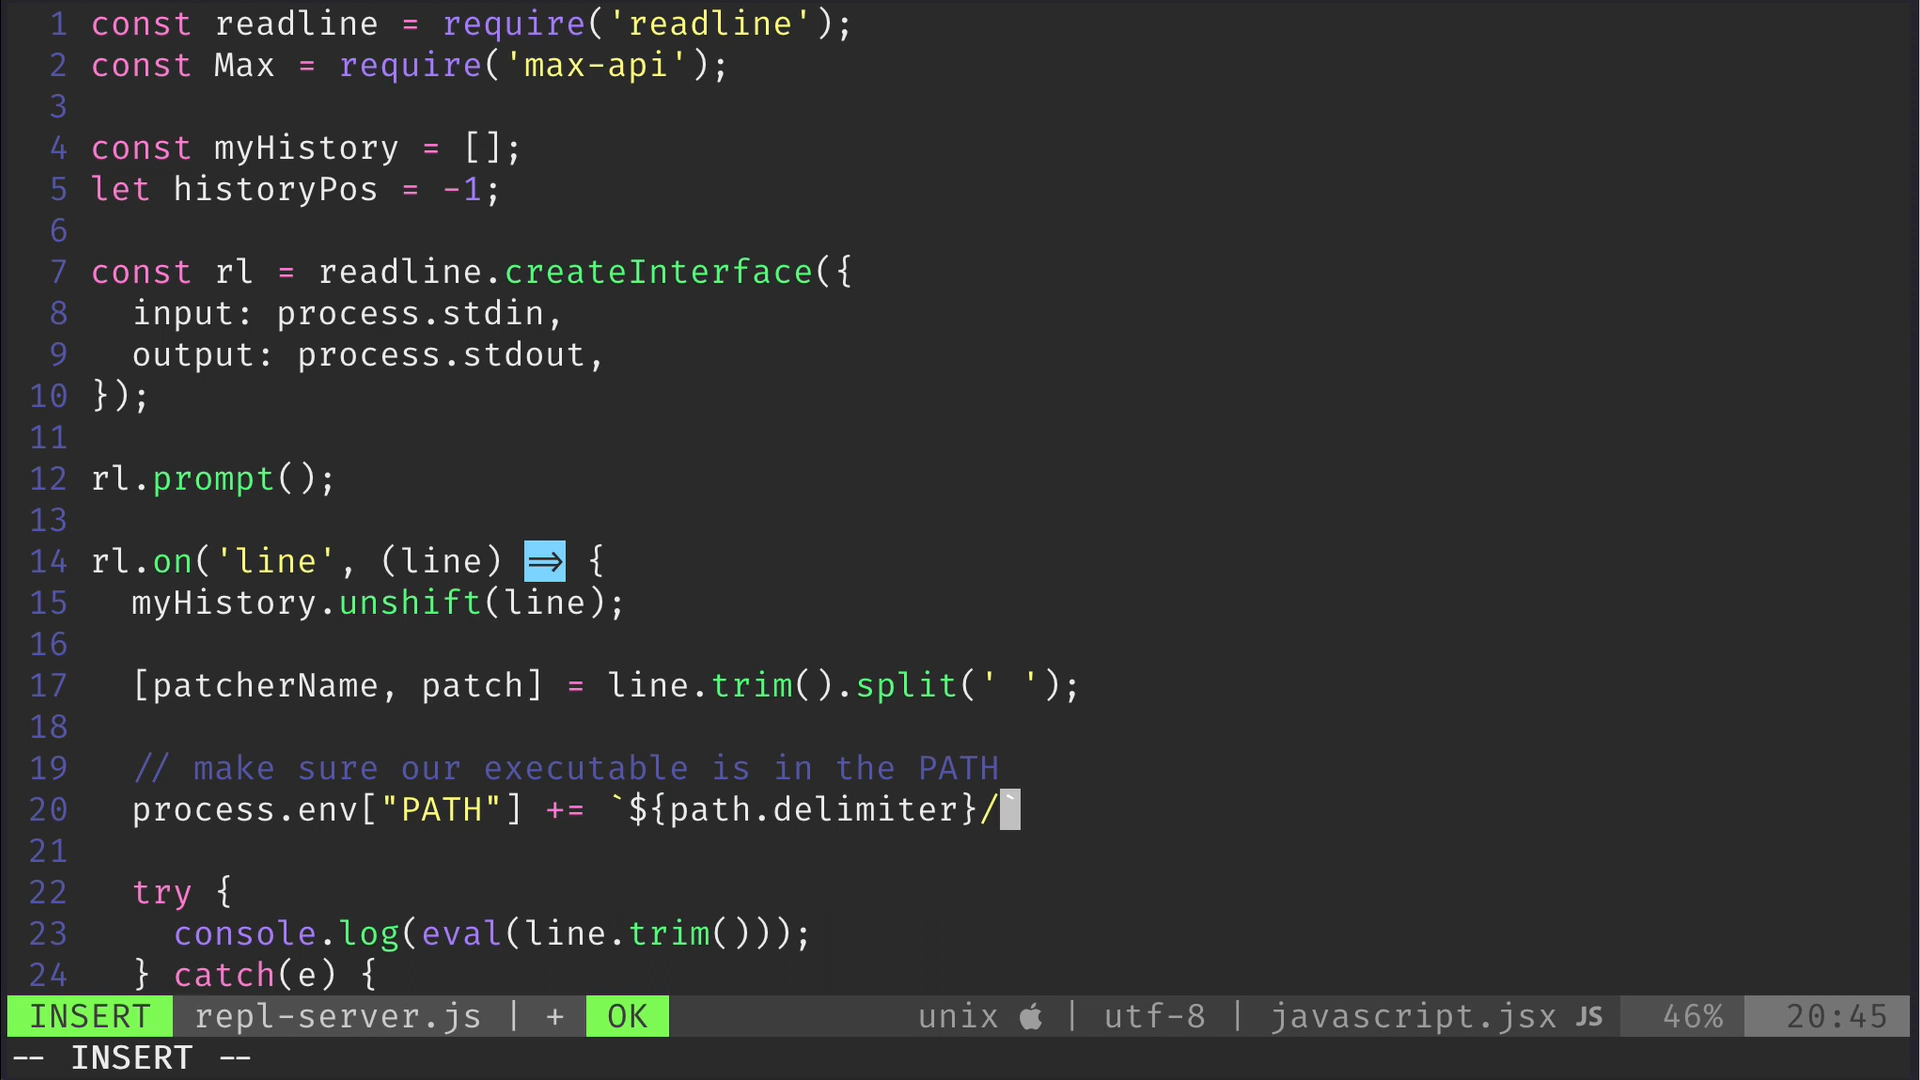 1 const readline = require('readline');
2 const Max = require('max-api');
3
4 const myHistory = [];
5 let historyPos = -1;
6
7 const rl = readline.createInterface({
8   input: process.stdin,
9   output: process.stdout,
10 });
11
12 rl.prompt();
13
14 rl.on('line', (line) => {
15   myHistory.unshift(line);
16
17   [patcherName, patch] = line.trim().split(' ');
18
19   // make sure our executable is in the PATH
20   process.env["PATH"] += `${path.delimiter}/`
21
22   try {
23     console.log(eval(line.trim()));
24   } catch(e) {
INSERT repl-server.js | + OK unix | utf-8 | javascript.jsx JS 46% 20:45
-- INSERT --